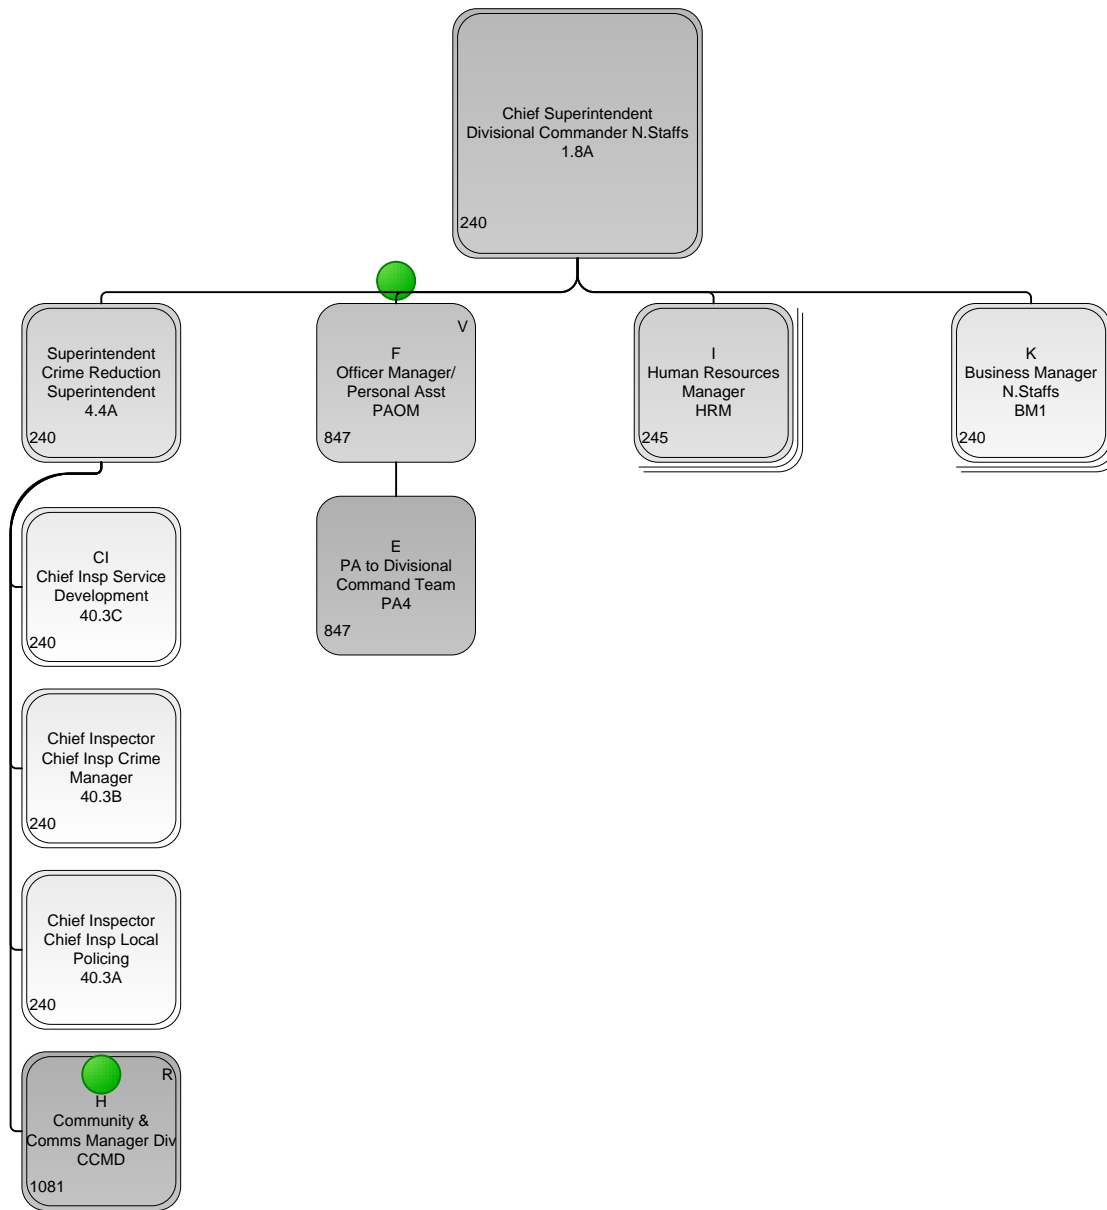 Chief Superintendent
Divisional Commander N.Staffs
1.8A
240
Superintendent
Crime Reduction
Superintendent
4.4A
240
V
F
Officer Manager/
Personal Asst
PAOM
847
I
Human Resources
Manager
HRM
245
K
Business Manager
N.Staffs
BM1
240
CI
Chief Insp Service
Development
40.3C
240
E
PA to Divisional
Command Team
PA4
847
Chief Inspector
Chief Insp Crime
Manager
40.3B
240
Chief Inspector
Chief Insp Local
Policing
40.3A
240
R
H
Community &
Comms Manager Div
CCMD
1081